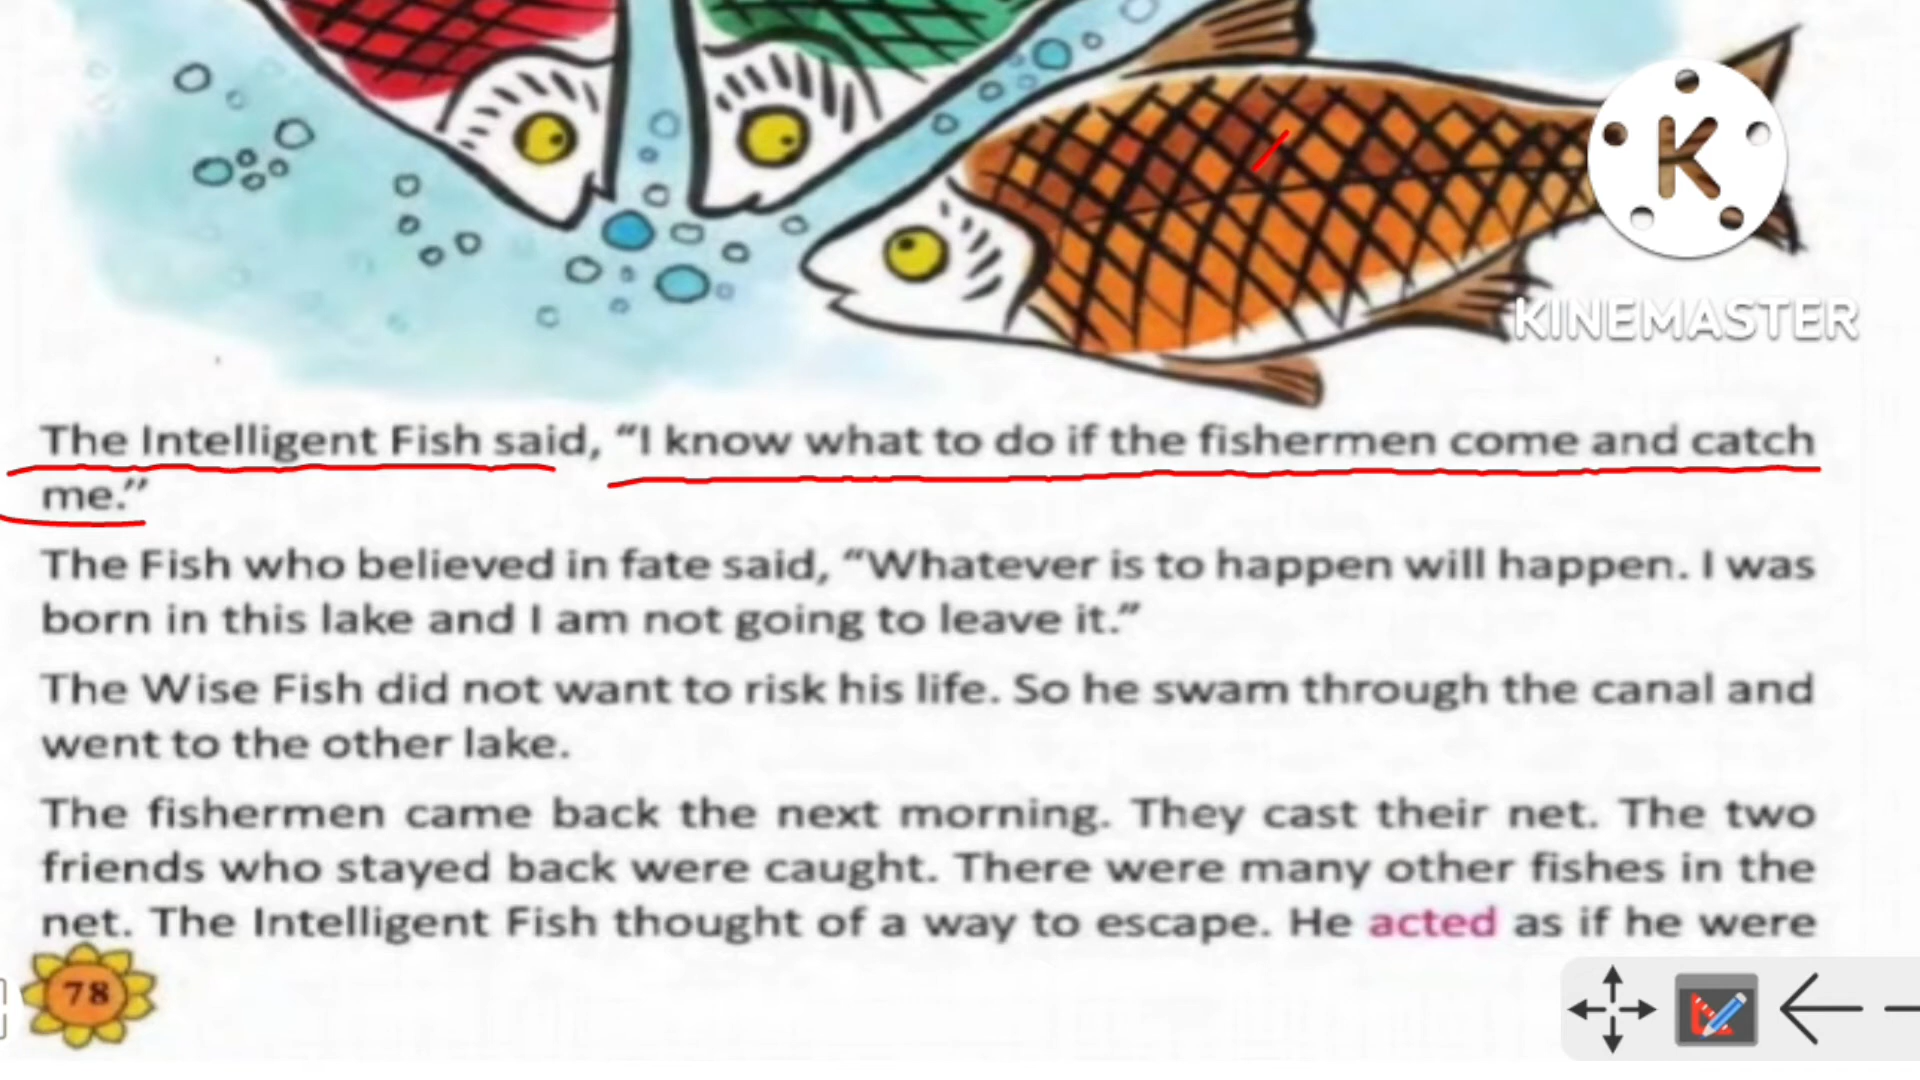 K
KINEMASTER
The Intelligent Fish said, “I know what to do if the fishermen come and catch
me.”
The Fish who believed in fate said, “Whatever is to happen will happen. I was
born in this lake and I am not going to leave it.”
The Wise Fish did not want to risk his life. So he swam through the canal and
went to the other lake.
The fishermen came back the next morning. They cast their net. The two
friends who stayed back were caught. There were many other fishes in the
net. The Intelligent Fish thought of a way to escape. He acted as if he were
78